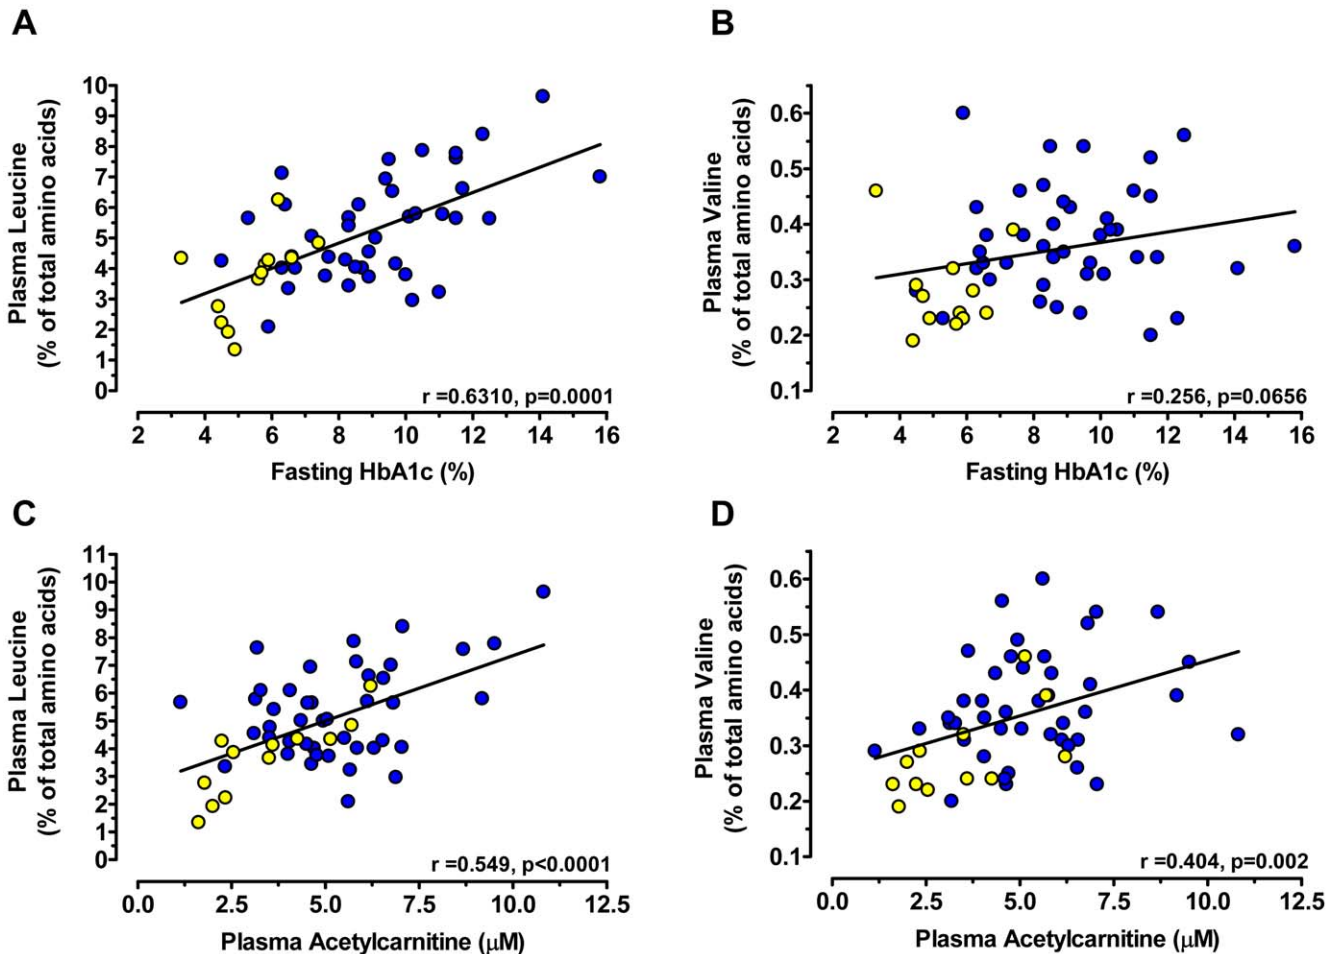 A
Plasma Leucine
(% of total amino acids)
10
9
8
7
6
5
4
3
2
1
0
r =0.6310, p=0.0001
2 4 6 8 10 12 14 16
Fasting HbA1c (%)
B
Plasma Valine
(% of total amino acids)
0.6
0.5
0.4
0.3
0.2
0.1
r =0.256, p=0.0656
2 4 6 8 10 12 14 16
Fasting HbA1c (%)
C
Plasma Leucine
(% of total amino acids)
11
10
9
8
7
6
5
4
3
2
1
0
r =0.549, p<0.0001
0.0 2.5 5.0 7.5 10.0 12.5
Plasma Acetylcarnitine (μM)
D
Plasma Valine
(% of total amino acids)
0.6
0.5
0.4
0.3
0.2
0.1
r =0.404, p=0.002
0.0 2.5 5.0 7.5 10.0 12.5
Plasma Acetylcarnitine (μM)